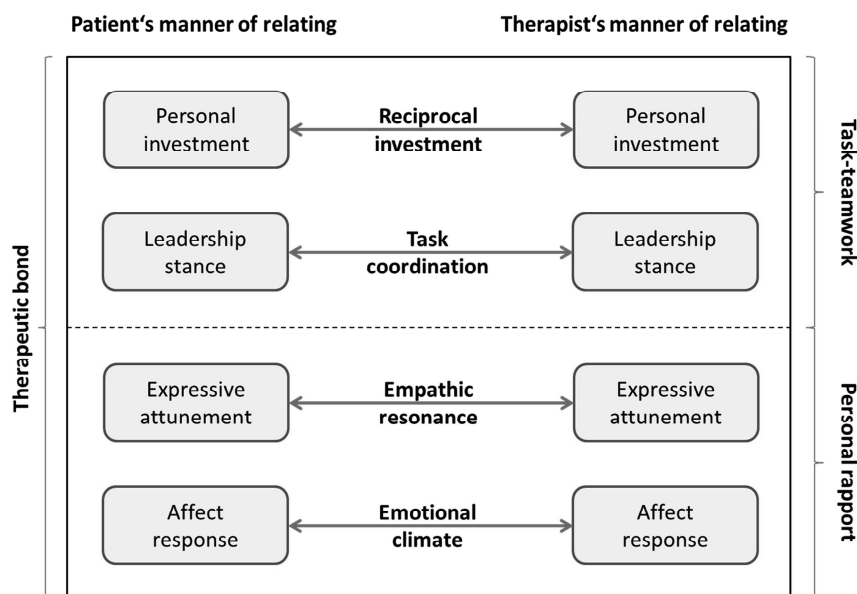 Patient‘s manner of relating
Therapist‘s manner of relating
Therapeutic bond
Personal
investment
Reciprocal
investment
Personal
investment
Leadership
stance
Task
coordination
Leadership
stance
Task-teamwork
Expressive
attunement
Empathic
resonance
Expressive
attunement
Affect
response
Emotional
climate
Affect
response
Personal rapport